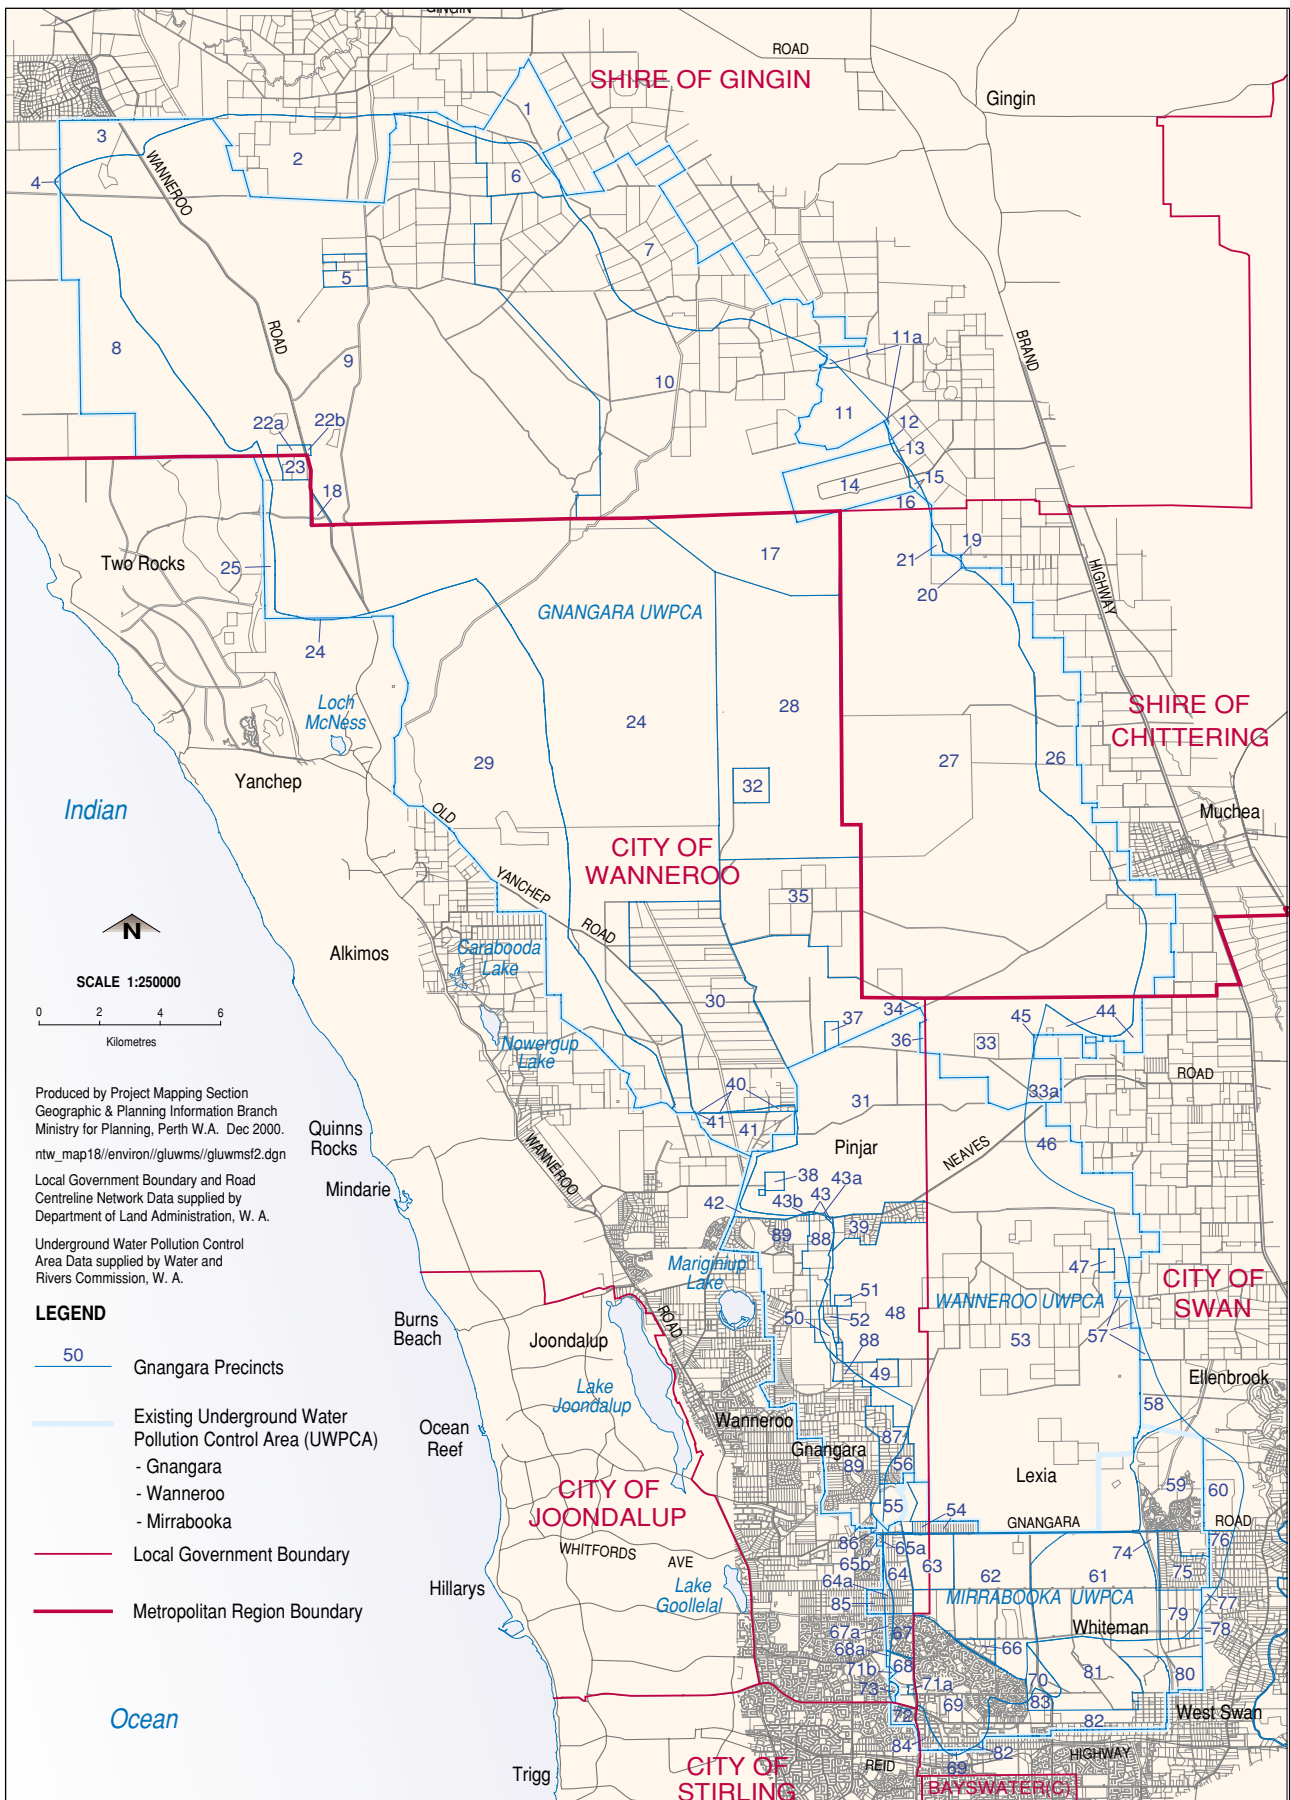 GINGIN
ROAD
SHIRE OF GINGIN
Gingin
1
3
2
WANNEROO
4
6
7
5
ROAD
8
9
10
11a
BRAND
11
12
22a
22b
13
23
14
15
18
16
17
19
Two Rocks
25
21
HIGHWAY
20
GNANGARA UWPCA
24
Loch
McNess
24
28
SHIRE OF
CHITTERING
29
27
26
32
Yanchep
OLD
Indian
Muchea
CITY OF
WANNEROO
YANCHEP
35
ROAD
N
Alkimos
Carabooda
Lake
SCALE 1:250000
0 2 4 6
Kilometres
30
34
37
45
44
36
33
Nowergup
Lake
ROAD
Produced by Project Mapping Section
Geographic & Planning Information Branch
Ministry for Planning, Perth W.A. Dec 2000.
ntw_map18//environ//gluwms//gluwmsf2.dgn
Local Government Boundary and Road
Centreline Network Data supplied by
Department of Land Administration, W. A.
Underground Water Pollution Control
Area Data supplied by Water and
Rivers Commission, W. A.
40
33a
31
41
41
Quinns
Rocks
Pinjar
46
WANNEROO
NEAVES
38
43a
Mindarie
43b
43
42
39
89
88
Mariginiup
Lake
47
CITY OF
SWAN
51
WANNEROO UWPCA
48
50
52
57
53
88
49
LEGEND
50
Gnangara Precincts
Existing Underground Water
Pollution Control Area (UWPCA)
- Gnangara
- Wanneroo
- Mirrabooka
Local Government Boundary
Metropolitan Region Boundary
Burns
Beach
Joondalup
ROAD
Lake
Joondalup
Ellenbrook
58
Wanneroo
Ocean
Reef
87
Gnangara
89
56
Lexia
CITY OF
JOONDALUP
59
60
55
54
GNANGARA
ROAD
WHITFORDS
AVE
86
65a
74
76
65b
63
64
62
61
75
Hillarys
Lake
Goollelal
64a
MIRRABOOKA UWPCA
85
77
79
67a
67
Whiteman
78
68a
66
68
71b
81
80
71a
70
73
69
83
72
West Swan
Ocean
82
84
82
HIGHWAY
REID
69
CITY OF
STIRLING
Trigg
BAYSWATER(C)